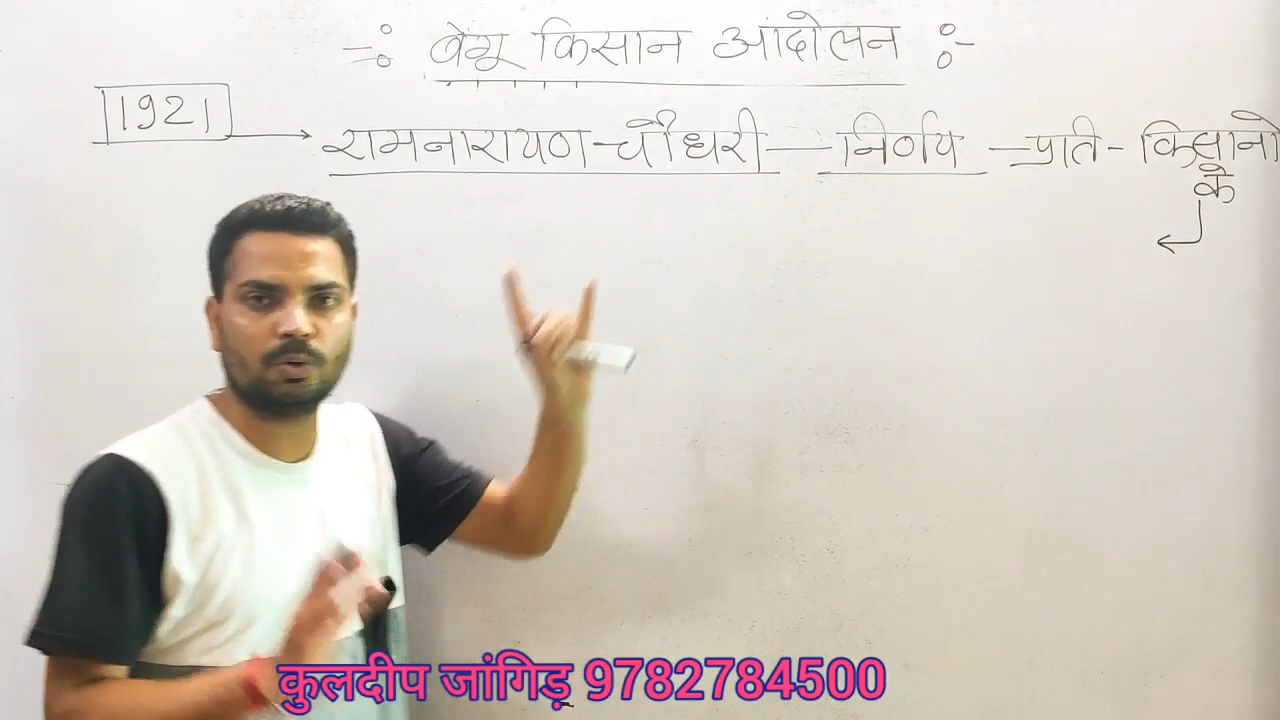 -: बेगू किसान आंदोलन :-
1921 → रामनारायण-चौधरी — निर्णय — प्रति - किसानो
के
कुलदीप जांगिड़ 9782784500